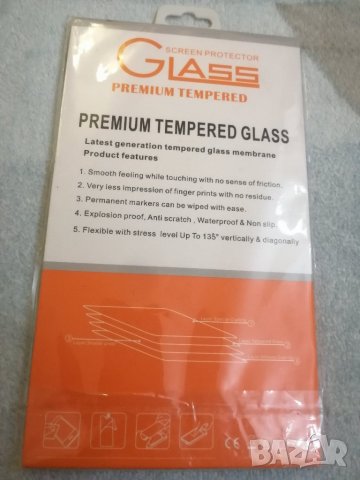 SCREEN PROTECTOR
GLASS
PREMIUM TEMPERED
PREMIUM TEMPERED GLASS
Latest generation tempered glass membrane
Product features
1. Smooth feeling while touching with no sense of friction.
2. Very less impression of finger prints with no residue.
3. Permanent markers can be wiped with ease.
4. Explosion proof, Anti scratch, Waterproof & Non slip.
5. Flexible with stress level Up To 135° vertically & diagonally
CE
BAZAR